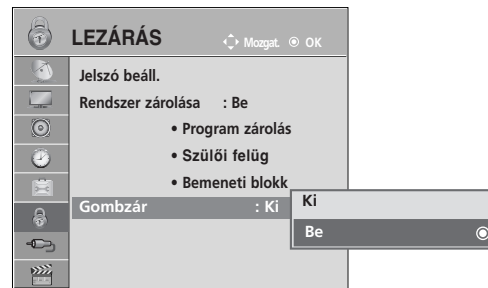 LEZÁRÁS Mozgat. OK
Jelszó beáll.
Rendszer zárolása : Be
• Program zárolás
• Szülői felüg
• Bemeneti blokk
Gombzár : Ki
Ki
Be